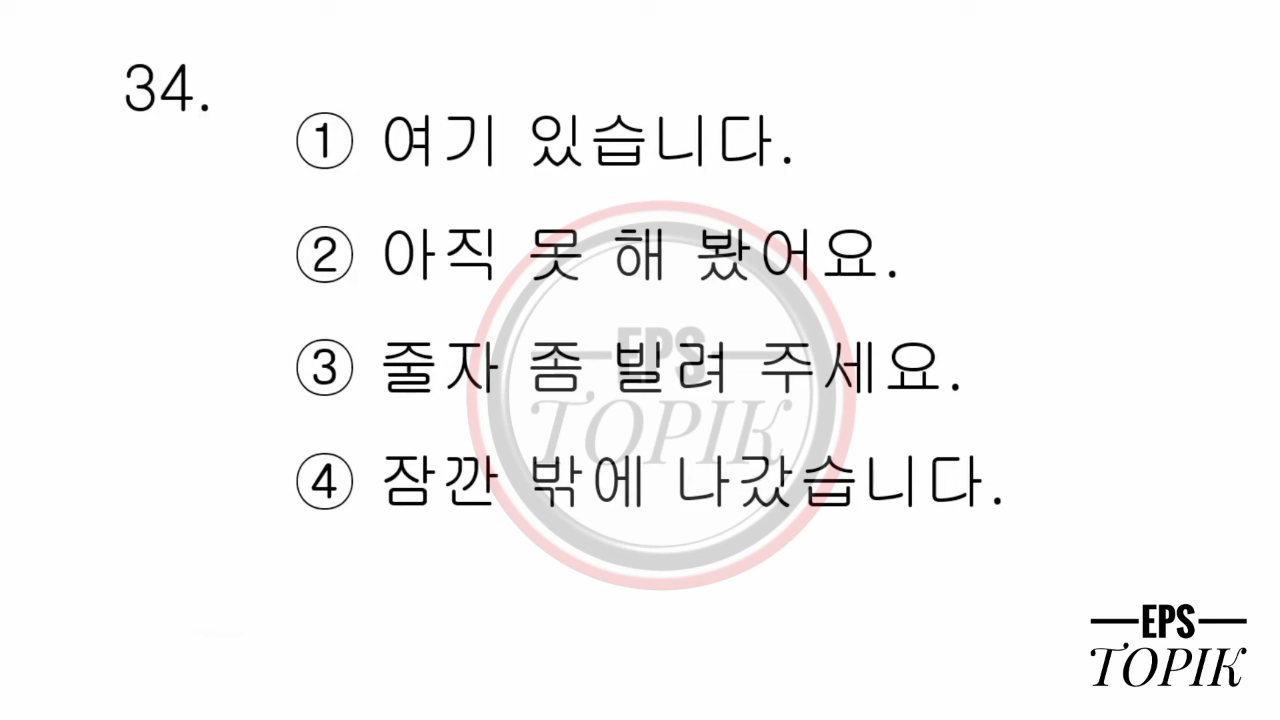 34.
① 여기 있습니다.
② 아직 못 해 봤어요.
③ 줄자 좀 빌려 주세요.
④ 잠깐 밖에 나갔습니다.
EPS
TOPIK
EPS
TOPIK